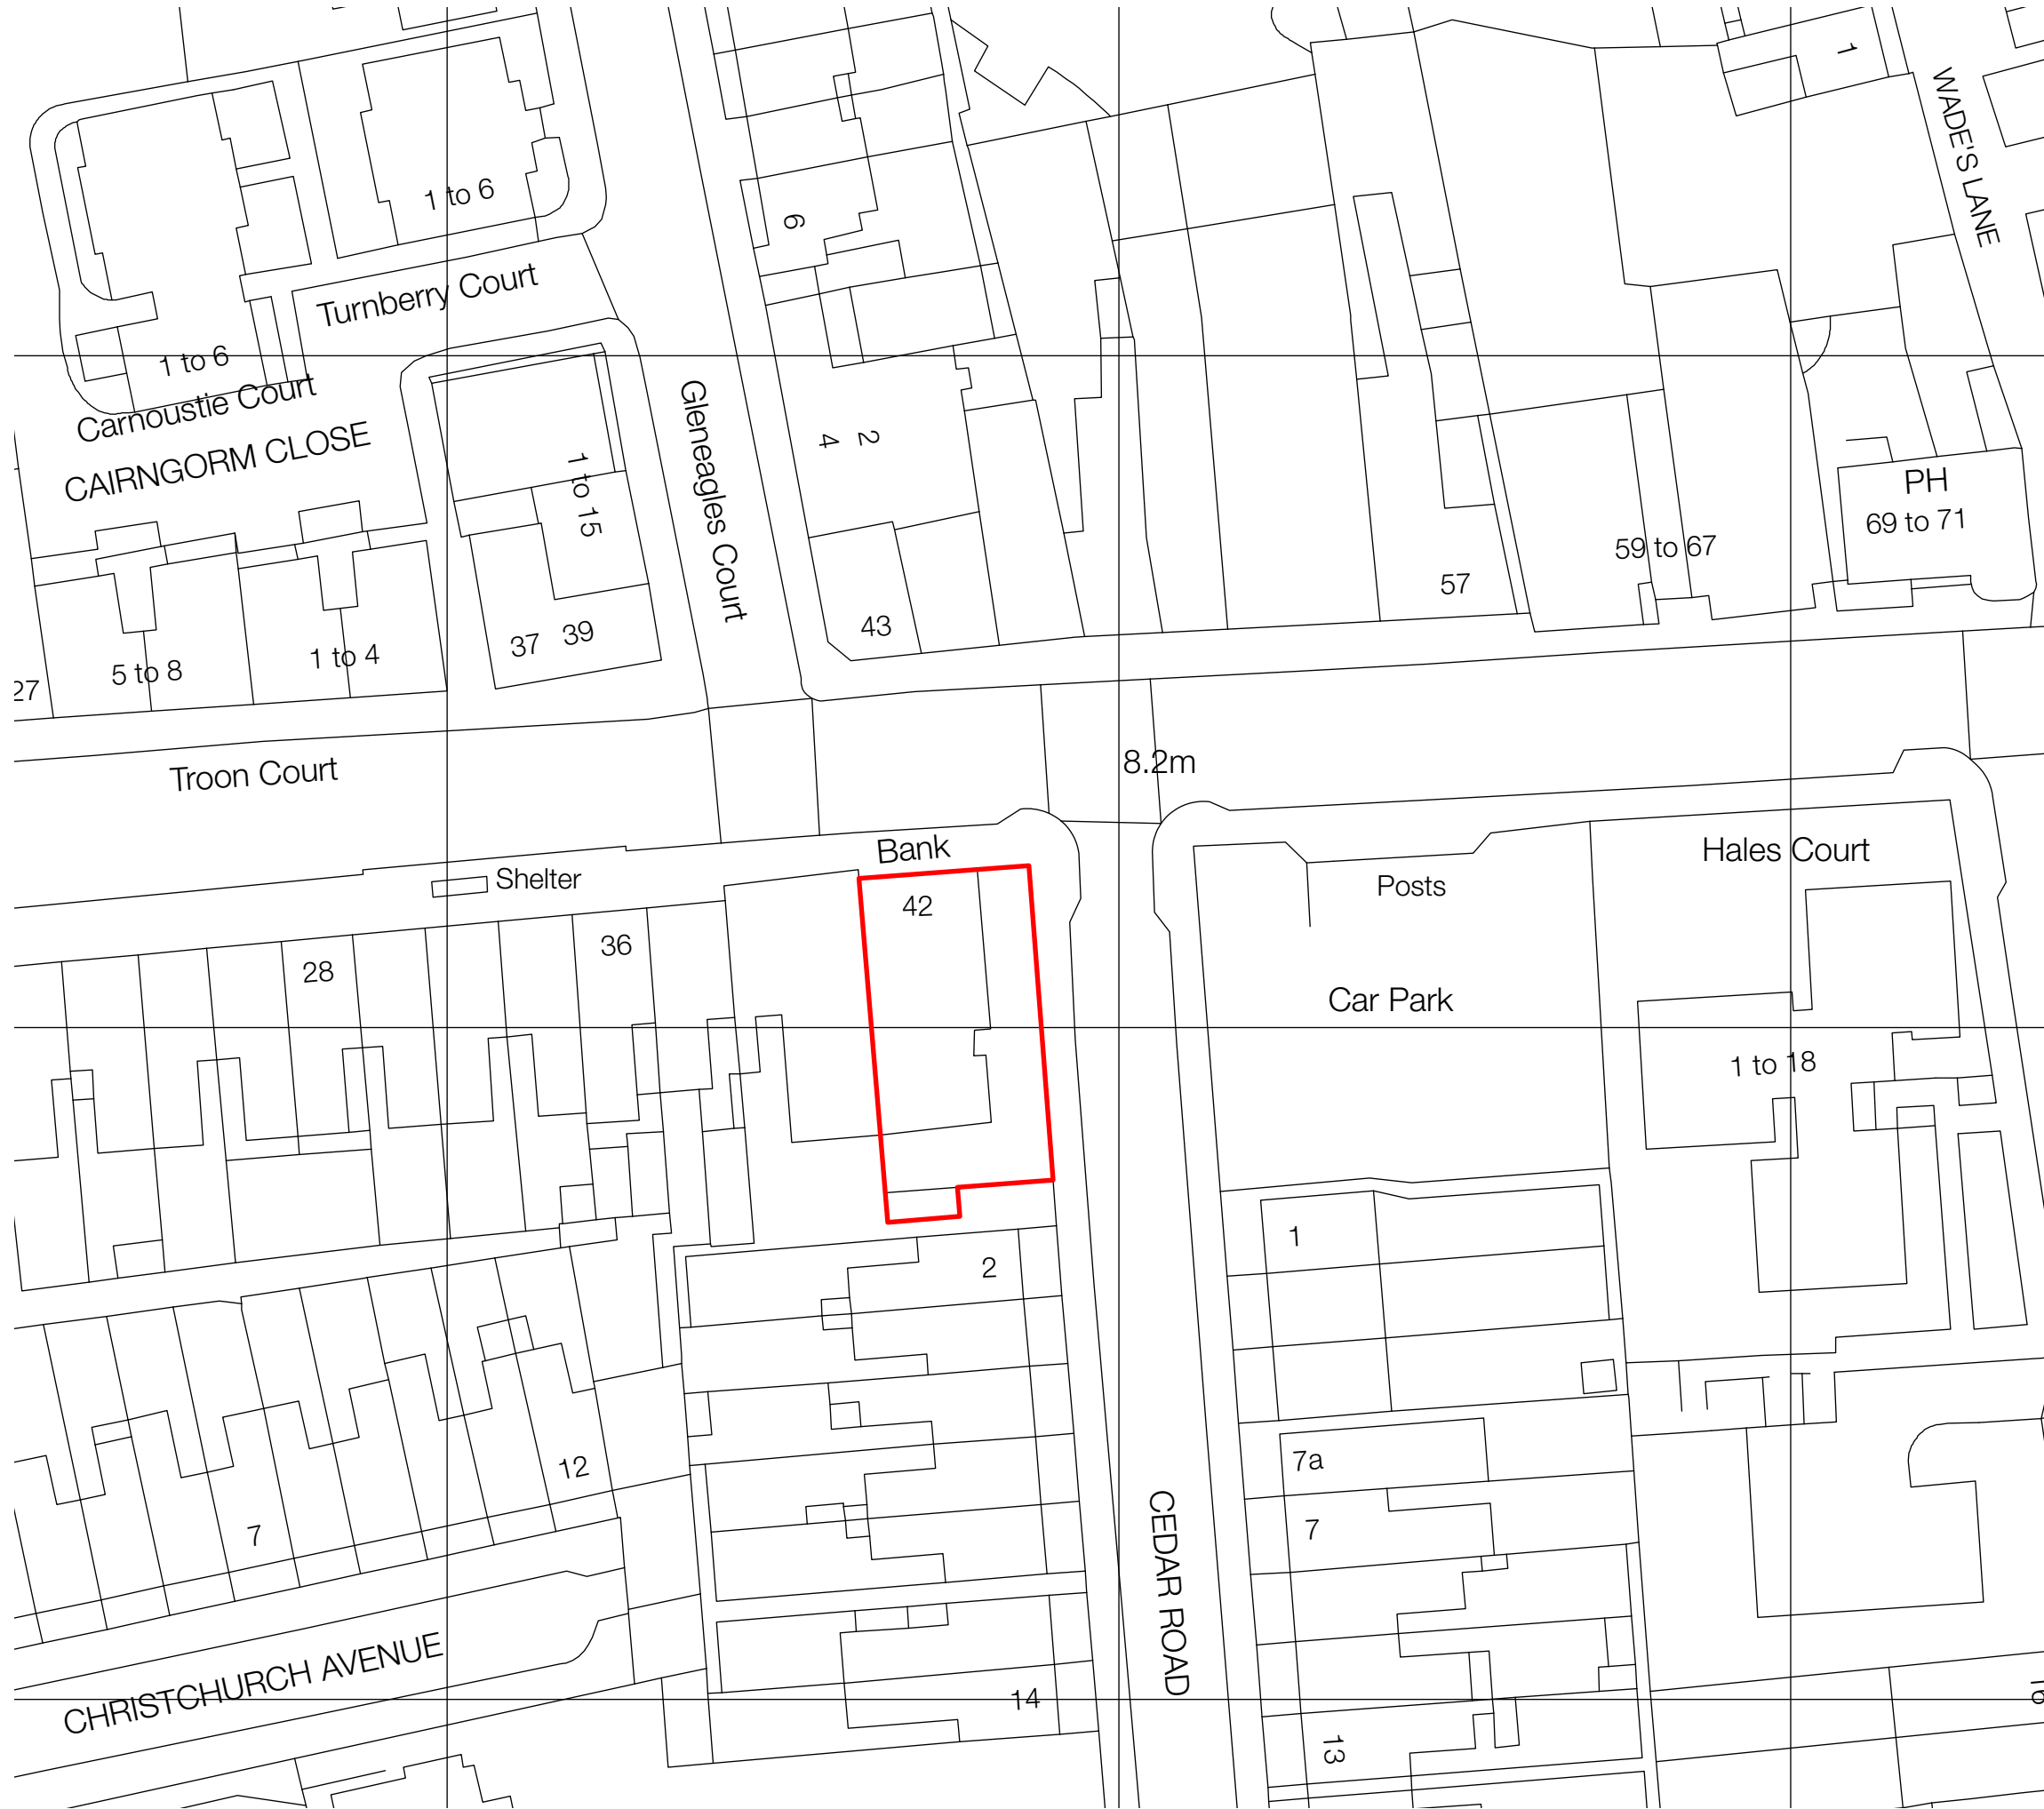 1
WADE'S LANE
1 to 6
6
Turnberry Court
1 to 6
Carnoustie Court
CAIRNGORM CLOSE
Gleneagles Court
4
2
1 to 15
PH
69 to 71
59 to 67
57
43
37
39
1 to 4
5 to 8
27
Troon Court
8.2m
Bank
Hales Court
Shelter
Posts
42
36
28
Car Park
1 to 18
1
2
7a
12
7
7
CEDAR ROAD
CHRISTCHURCH AVENUE
14
13